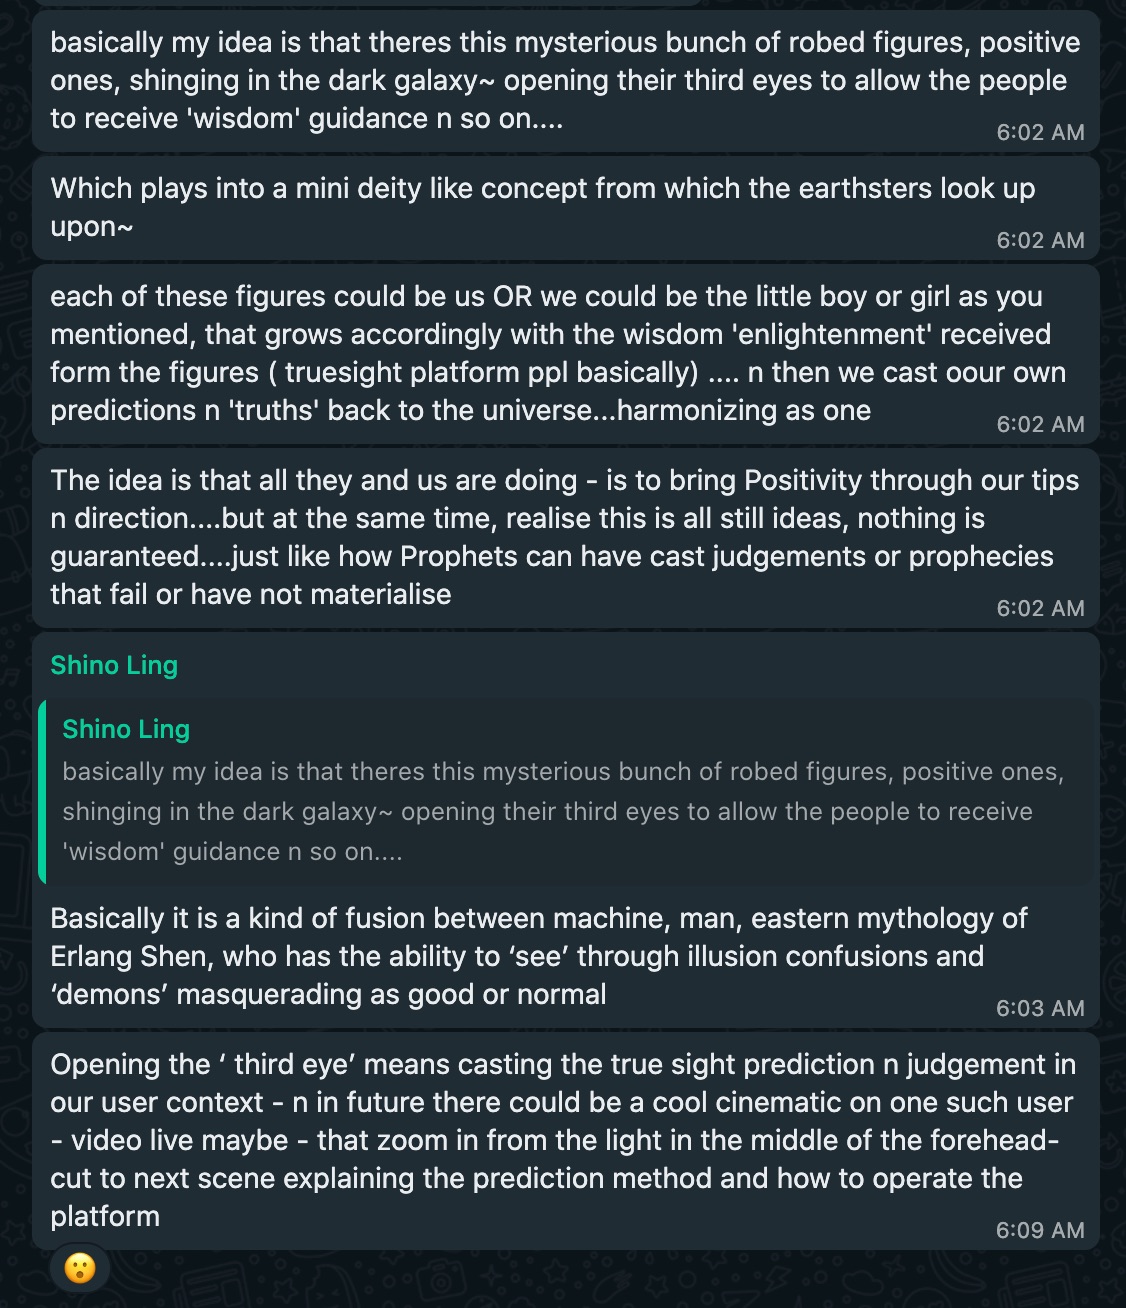 basically my idea is that theres this mysterious bunch of robed figures, positive
ones, shinging in the dark galaxy~ opening their third eyes to allow the people
to receive 'wisdom' guidance n so on....
6:02 AM
Which plays into a mini deity like concept from which the earthsters look up
upon~
6:02 AM
each of these figures could be us OR we could be the little boy or girl as you
mentioned, that grows accordingly with the wisdom 'enlightenment' received
form the figures ( truesight platform ppl basically) .... n then we cast oour own
predictions n 'truths' back to the universe...harmonizing as one
6:02 AM
The idea is that all they and us are doing - is to bring Positivity through our tips
n direction....but at the same time, realise this is all still ideas, nothing is
guaranteed....just like how Prophets can have cast judgements or prophecies
that fail or have not materialise
6:02 AM
Shino Ling
Shino Ling
basically my idea is that theres this mysterious bunch of robed figures, positive ones,
shinging in the dark galaxy~ opening their third eyes to allow the people to receive
'wisdom' guidance n so on....
Basically it is a kind of fusion between machine, man, eastern mythology of
Erlang Shen, who has the ability to ‘see’ through illusion confusions and
‘demons’ masquerading as good or normal
6:03 AM
Opening the ‘ third eye’ means casting the true sight prediction n judgement in
our user context - n in future there could be a cool cinematic on one such user
- video live maybe - that zoom in from the light in the middle of the forehead-
cut to next scene explaining the prediction method and how to operate the
platform
6:09 AM